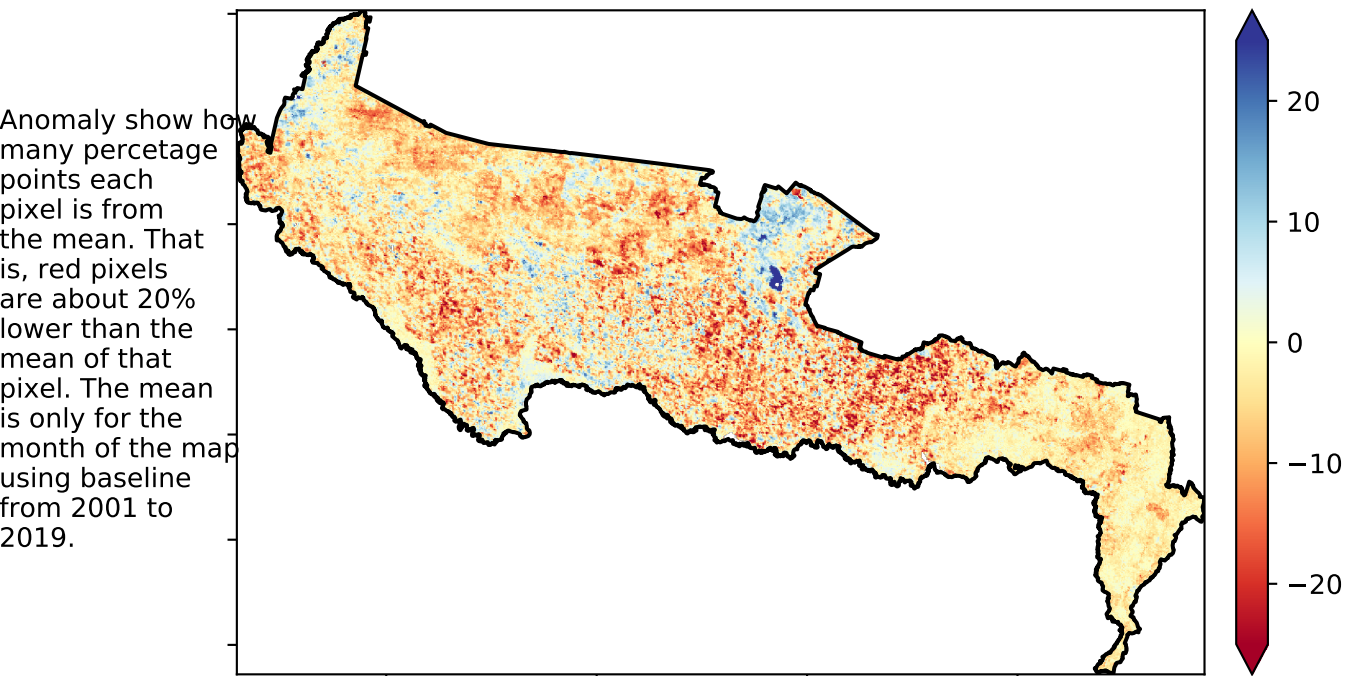 Anomaly show how
many percetage
points each
pixel is from
the mean. That
is, red pixels
are about 20%
lower than the
mean of that
pixel. The mean
is only for the
month of the map
using baseline
from 2001 to
2019.
20
10
0
−10
−20